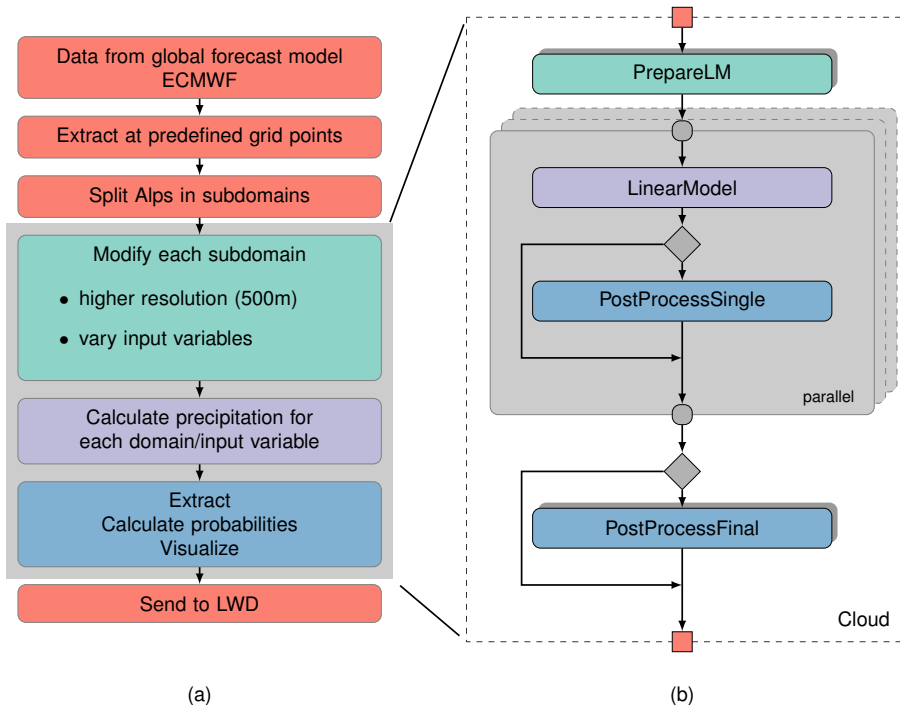 Data from global forecast model
ECMWF
Extract at predefined grid points
Split Alps in subdomains
Modify each subdomain
• higher resolution (500m)
• vary input variables
Calculate precipitation for
each domain/input variable
Extract
Calculate probabilities
Visualize
Send to LWD
(a)
PrepareLM
LinearModel
PostProcessSingle
parallel
PostProcessFinal
Cloud
(b)